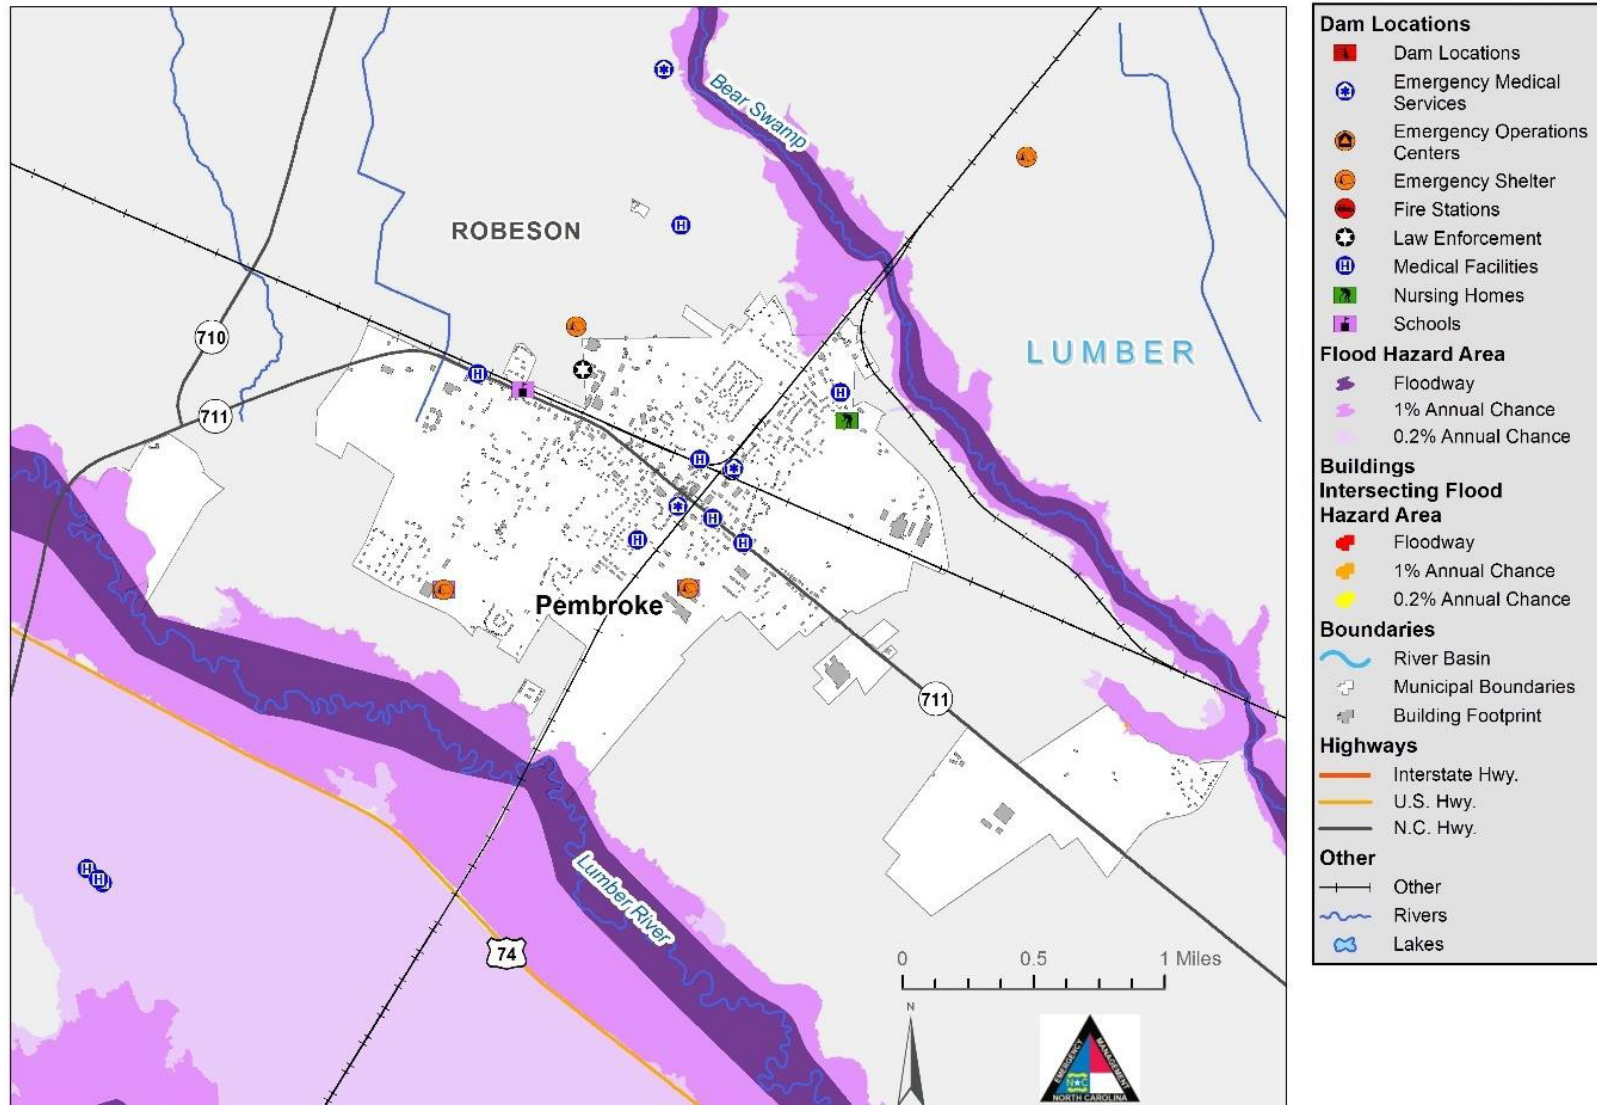 Bear Swamp
ROBESON
710
LUMBER
711
Pembroke
711
Lumber River
74
0 0.5 1 Miles
N
EMERGENCY
MANAGEMENT
N C
NORTH CAROLINA
Dam Locations
Dam Locations
Emergency Medical
Services
Emergency Operations
Centers
Emergency Shelter
Fire Stations
Law Enforcement
H Medical Facilities
Nursing Homes
Schools
Flood Hazard Area
Floodway
1% Annual Chance
0.2% Annual Chance
Buildings
Intersecting Flood
Hazard Area
Floodway
1% Annual Chance
0.2% Annual Chance
Boundaries
River Basin
Municipal Boundaries
Building Footprint
Highways
Interstate Hwy.
U.S. Hwy.
N.C. Hwy.
Other
Other
Rivers
Lakes